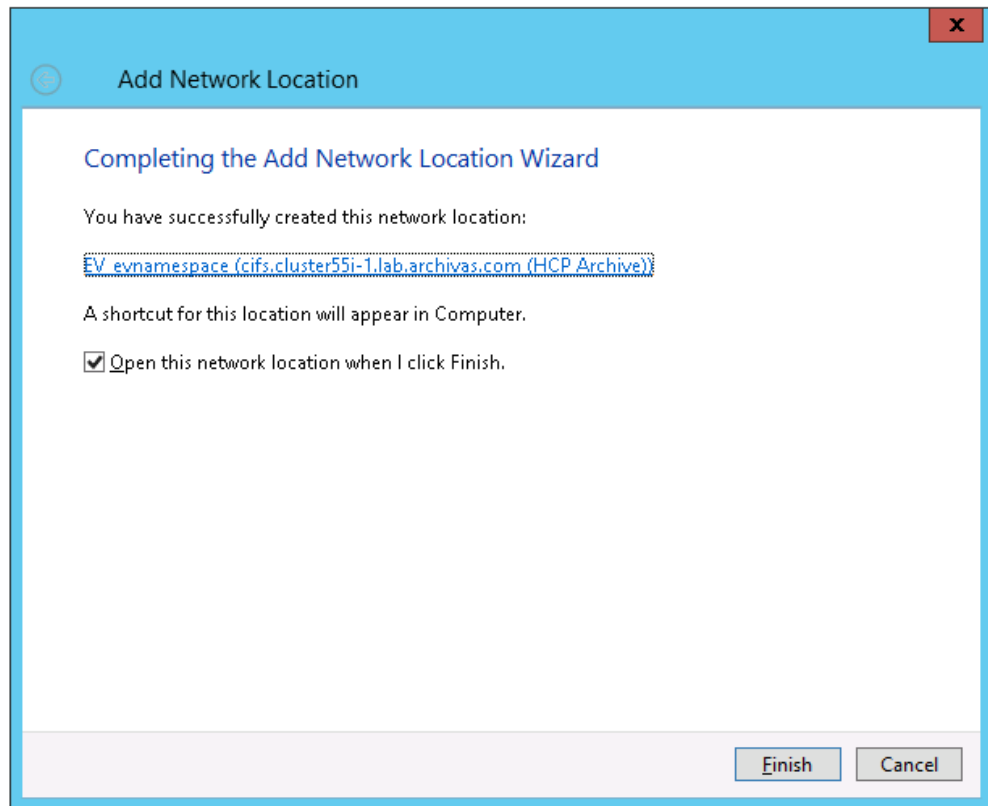 x
Add Network Location
Completing the Add Network Location Wizard
You have successfully created this network location:
EV_evnamespace (cifs.cluster55i-1.lab.archivas.com (HCP Archive))
A shortcut for this location will appear in Computer.
Open this network location when I click Finish.
Finish Cancel